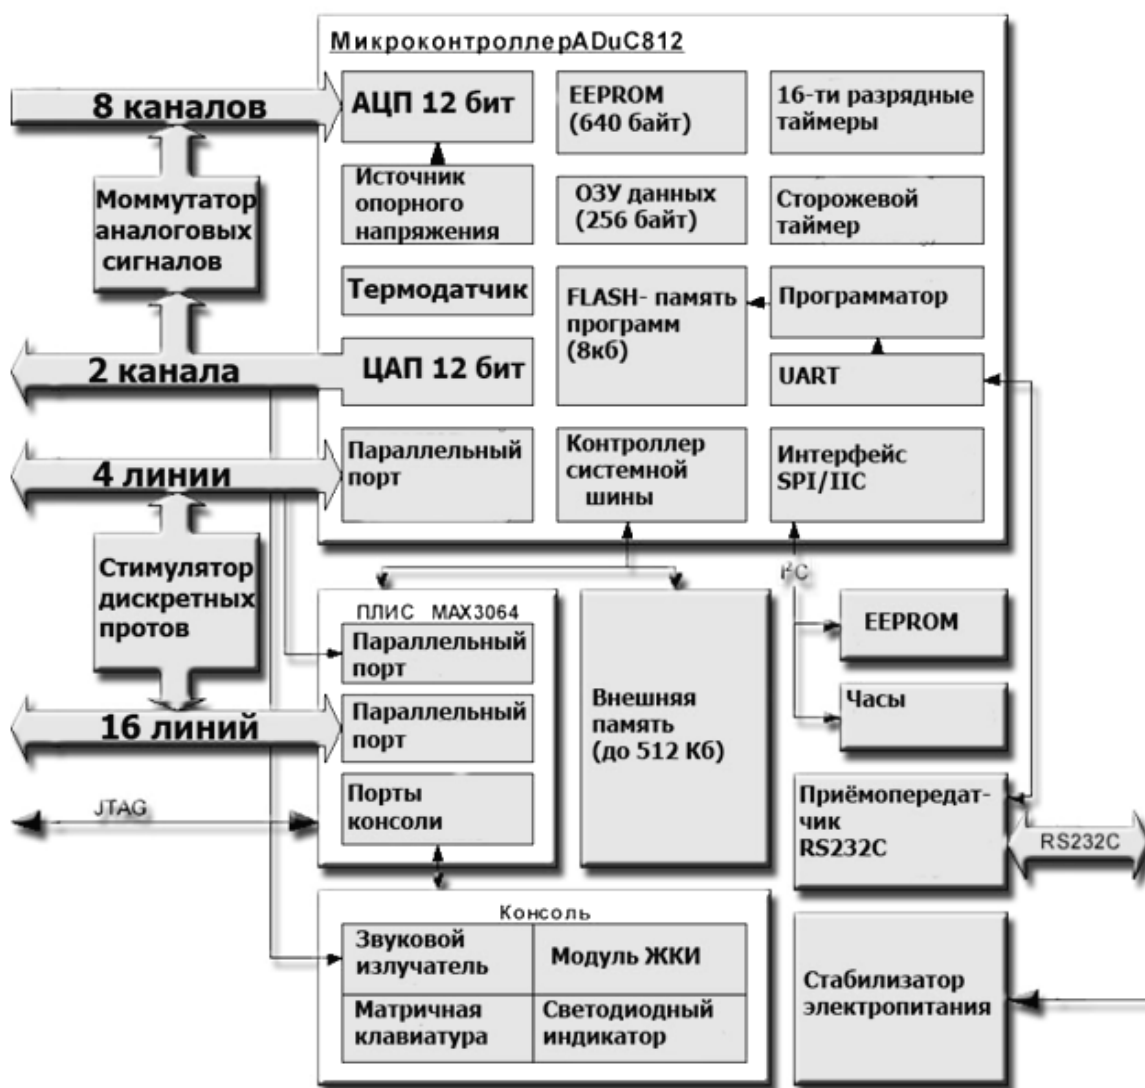 МикроконтроллерADuC812
8 каналов
АЦП 12 бит
EEPROM
(640 байт)
16-ти разрядные
таймеры
Моммутатор
аналоговых
сигналов
Источник
опорного
напряжения
ОЗУ данных
(256 байт)
Сторожевой
таймер
Термодатчик
FLASH- память
программ
(8кб)
Программатор
2 канала
ЦАП 12 бит
UART
4 линии
Параллельный
порт
Контроллер
системной
шины
Интерфейс
SPI/IIC
Стимулятор
дискретных
протов
I²C
ПЛИС MAX3064
Параллельный
порт
Внешняя
память
(до 512 Кб)
EEPROM
16 линий
Параллельный
порт
Часы
JTAG
Порты
консоли
Приёмопередат-
чик
RS232C
RS232C
Консоль
Звуковой
излучатель
Модуль ЖКИ
Матричная
клавиатура
Светодиодный
индикатор
Стабилизатор
электропитания